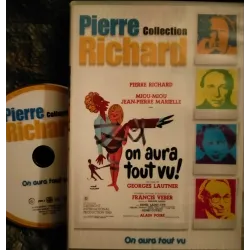 Pierre
Collection
Richard
PIERRE RICHARD
MIOU-MIOU
JEAN-PIERRE MARIELLE
on aura
tout vu!
GEORGES LAUTNER
FRANCIS VEBER
On aura tout vu
Pierre
Collection
Richard
On aura tout vu!